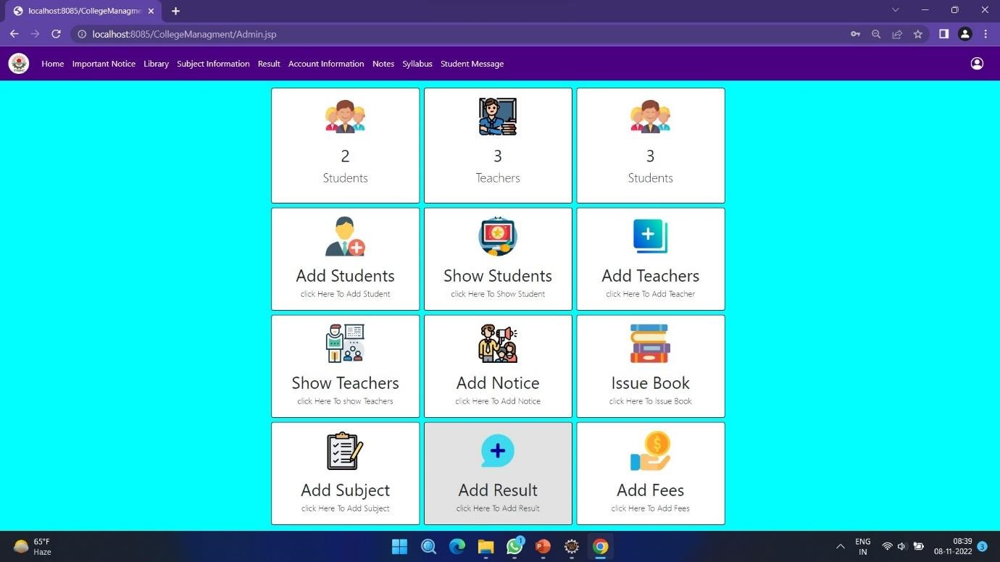 localhost:8085/CollegeManagme
localhost:8085/CollegeManagment/Admin.jsp
Home Important Notice Library Subject Information Result Account Information Notes Syllabus Student Message
2
Students
3
Teachers
3
Students
Add Students
click Here To Add Student
Show Students
click Here To Show Student
Add Teachers
click Here To Add Teacher
Show Teachers
click Here To show Teachers
Add Notice
click Here To Add Notice
Issue Book
click Here To Issue Book
Add Subject
click Here To Add Subject
Add Result
click Here To Add Result
Add Fees
click Here To Add Fees
65°F
Haze
1
ENG
IN
08:39
08-11-2022
3